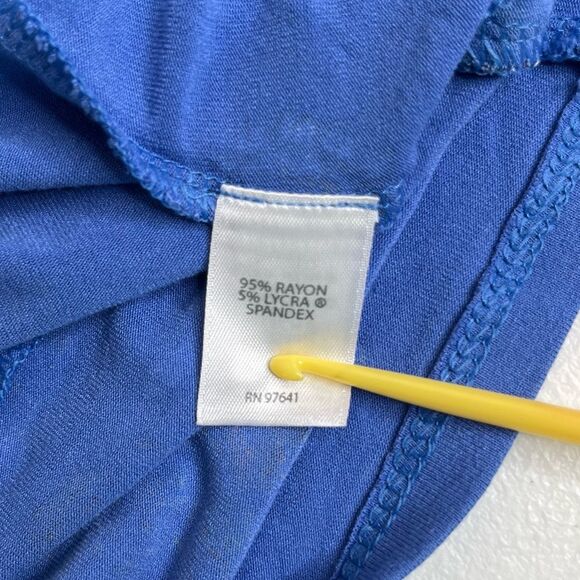 95% RAYON
5% LYCRA ®
SPANDEX
RN 97641